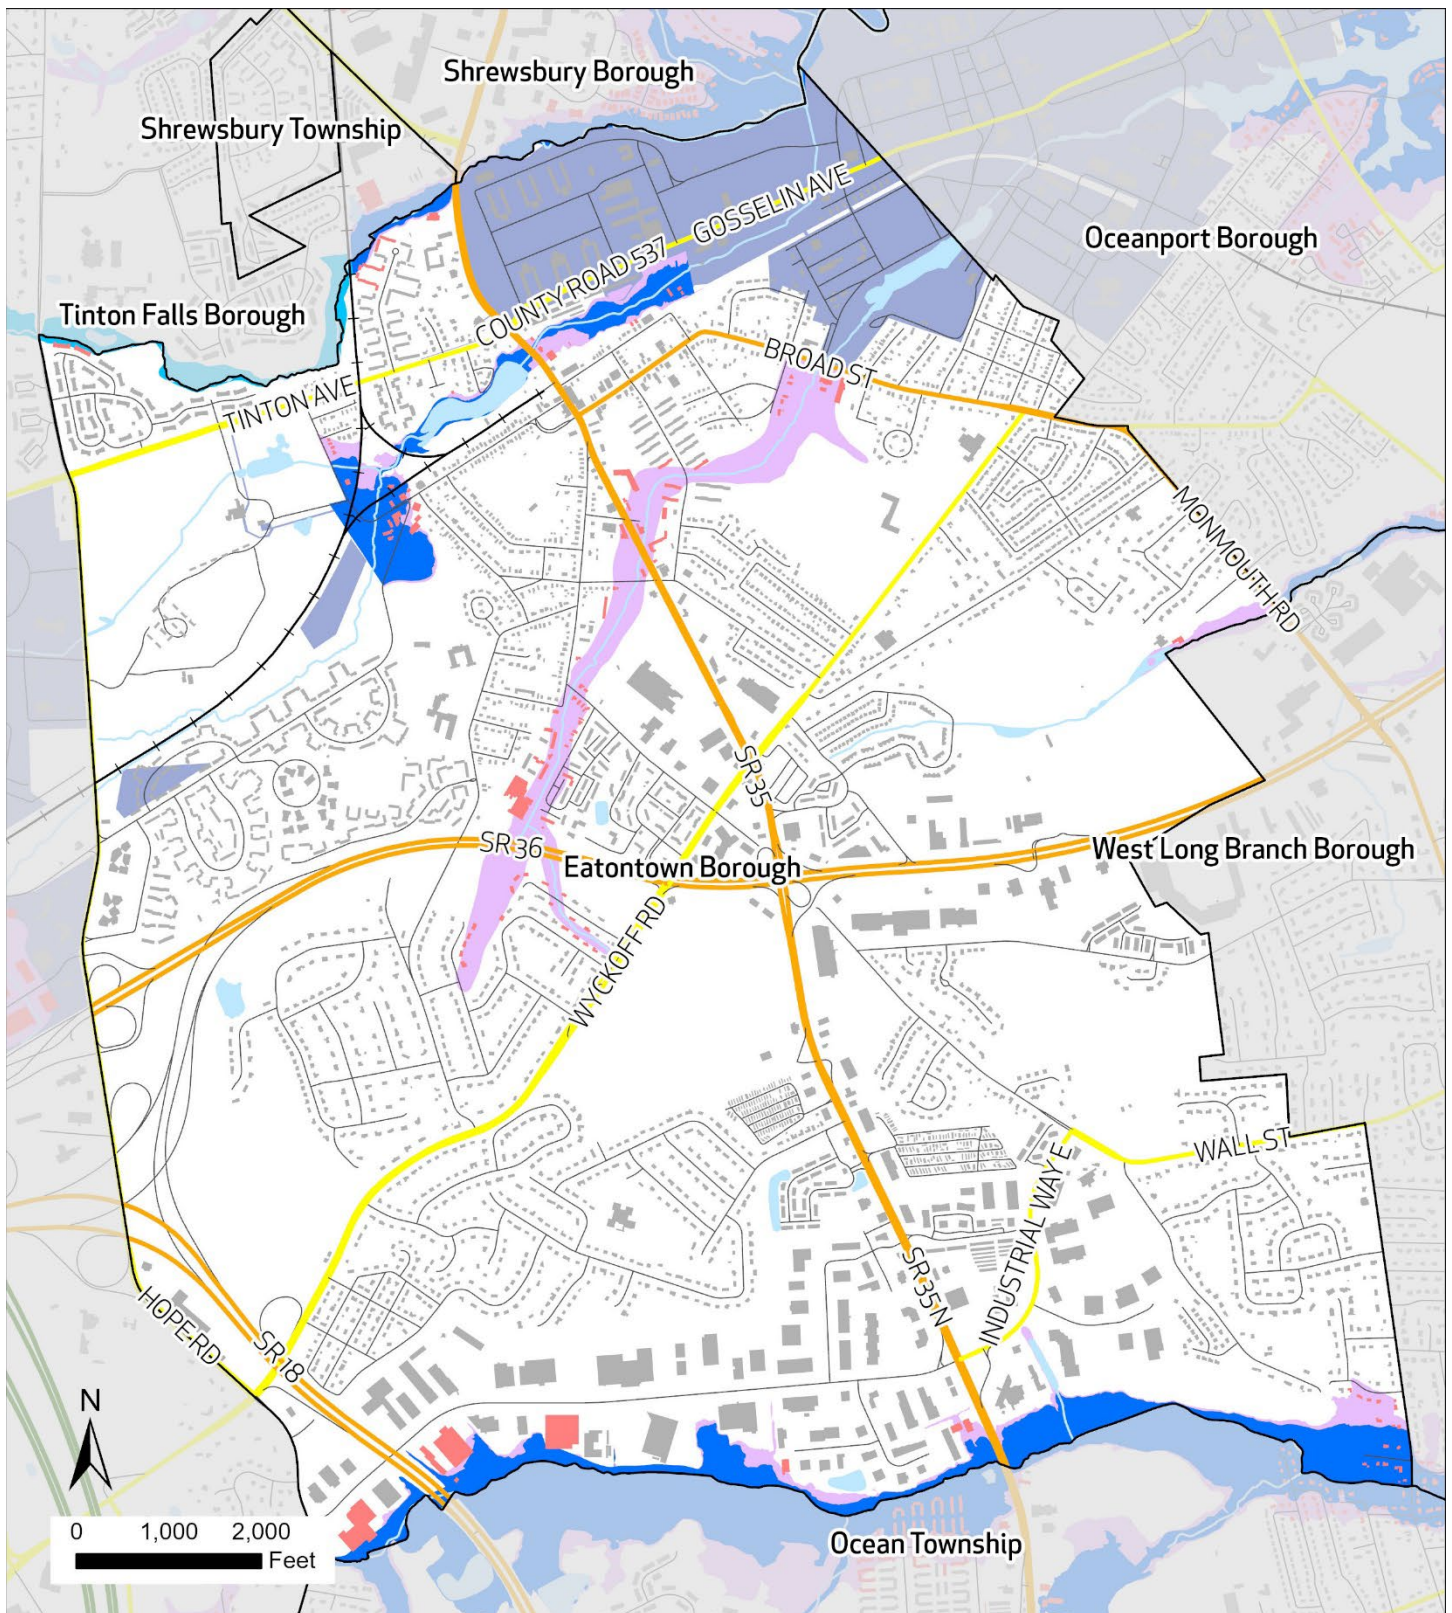 Shrewsbury Borough
Shrewsbury Township
Oceanport Borough
Tinton Falls Borough
COUNTY ROAD 537
GOSSELIN AVE
TINTON AVE
BROAD ST
MONMOUTH RD
SR 35
SR 36
Eatontown Borough
West Long Branch Borough
WYCKOFF RD
WALL ST
INDUSTRIAL WAY E
SR 35 N
HOPE RD
SR 18
N
0 1,000 2,000
Feet
Ocean Township